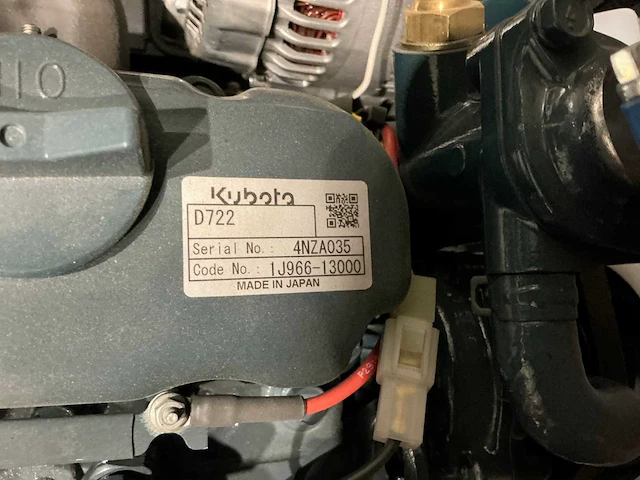 Kubota
D722
Serial No.: 4NZA035
Code No.: 1J966-13000
MADE IN JAPAN